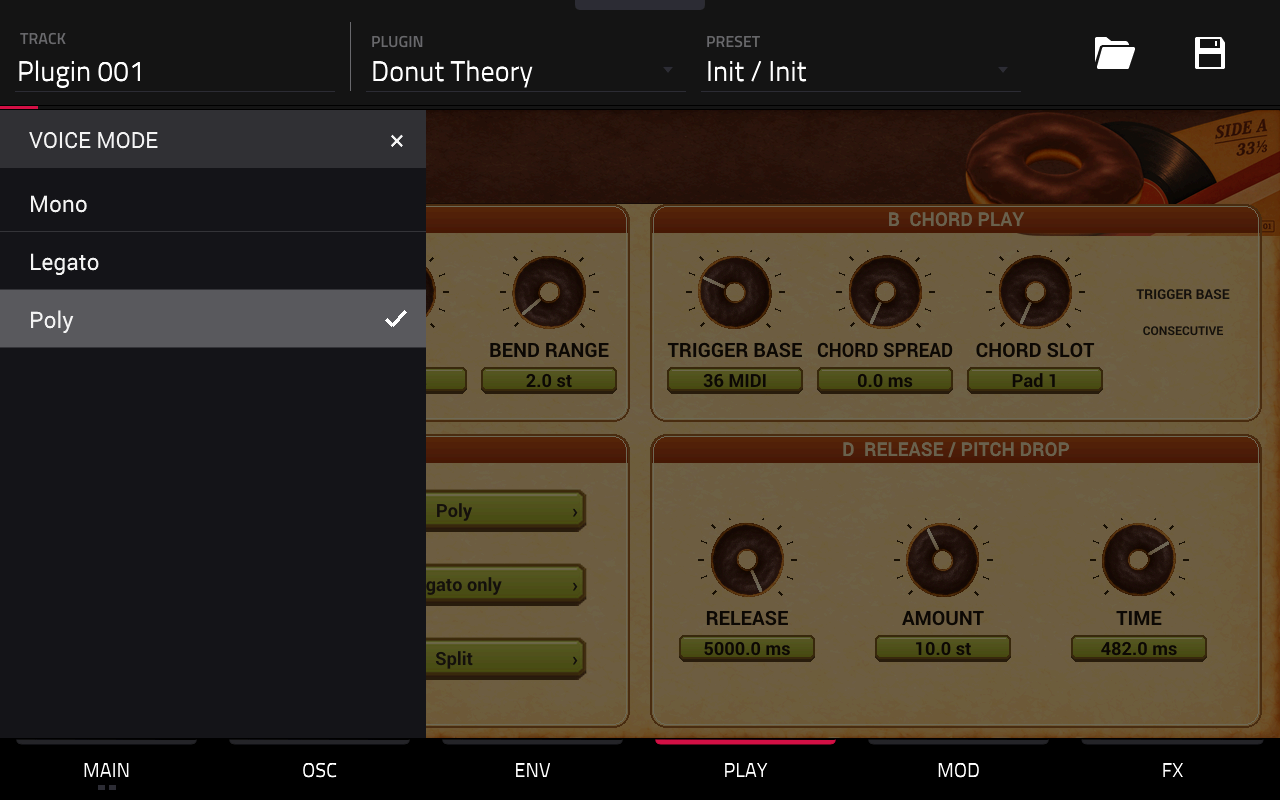 TRACK
Plugin 001
PLUGIN
Donut Theory
PRESET
Init / Init
VOICE MODE
×
Mono
Legato
Poly
SIDE A
33⅓
BEND RANGE
2.0 st
B CHORD PLAY
TRIGGER BASE
36 MIDI
CHORD SPREAD
0.0 ms
CHORD SLOT
Pad 1
TRIGGER BASE
CONSECUTIVE
Poly ›
gato only ›
Split ›
D RELEASE / PITCH DROP
RELEASE
5000.0 ms
AMOUNT
10.0 st
TIME
482.0 ms
MAIN
OSC
ENV
PLAY
MOD
FX